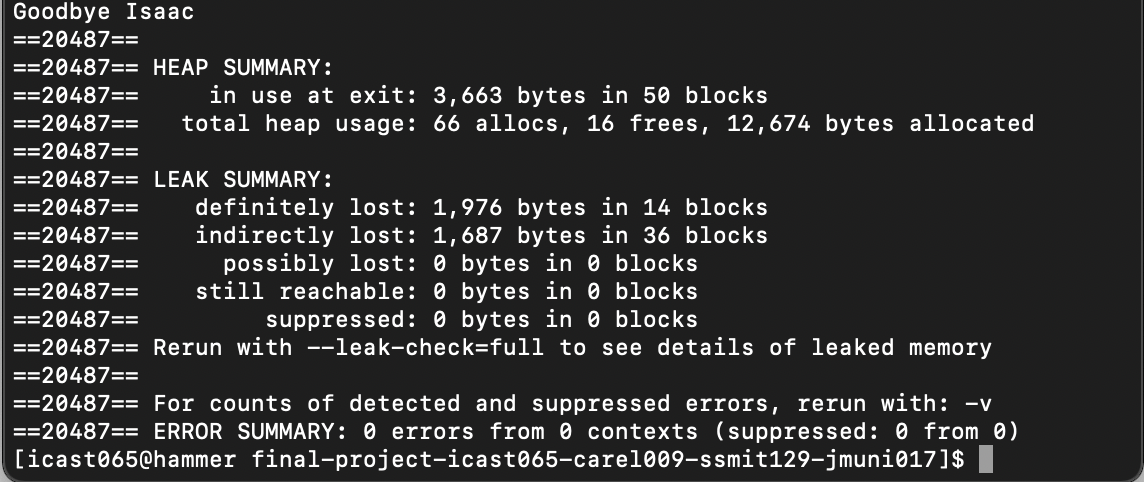 Goodbye Isaac
==20487==
==20487== HEAP SUMMARY:
==20487==     in use at exit: 3,663 bytes in 50 blocks
==20487==   total heap usage: 66 allocs, 16 frees, 12,674 bytes allocated
==20487==
==20487== LEAK SUMMARY:
==20487==    definitely lost: 1,976 bytes in 14 blocks
==20487==    indirectly lost: 1,687 bytes in 36 blocks
==20487==      possibly lost: 0 bytes in 0 blocks
==20487==    still reachable: 0 bytes in 0 blocks
==20487==         suppressed: 0 bytes in 0 blocks
==20487== Rerun with --leak-check=full to see details of leaked memory
==20487==
==20487== For counts of detected and suppressed errors, rerun with: -v
==20487== ERROR SUMMARY: 0 errors from 0 contexts (suppressed: 0 from 0)
[icast065@hammer final-project-icast065-carel009-ssmit129-jmuni017]$